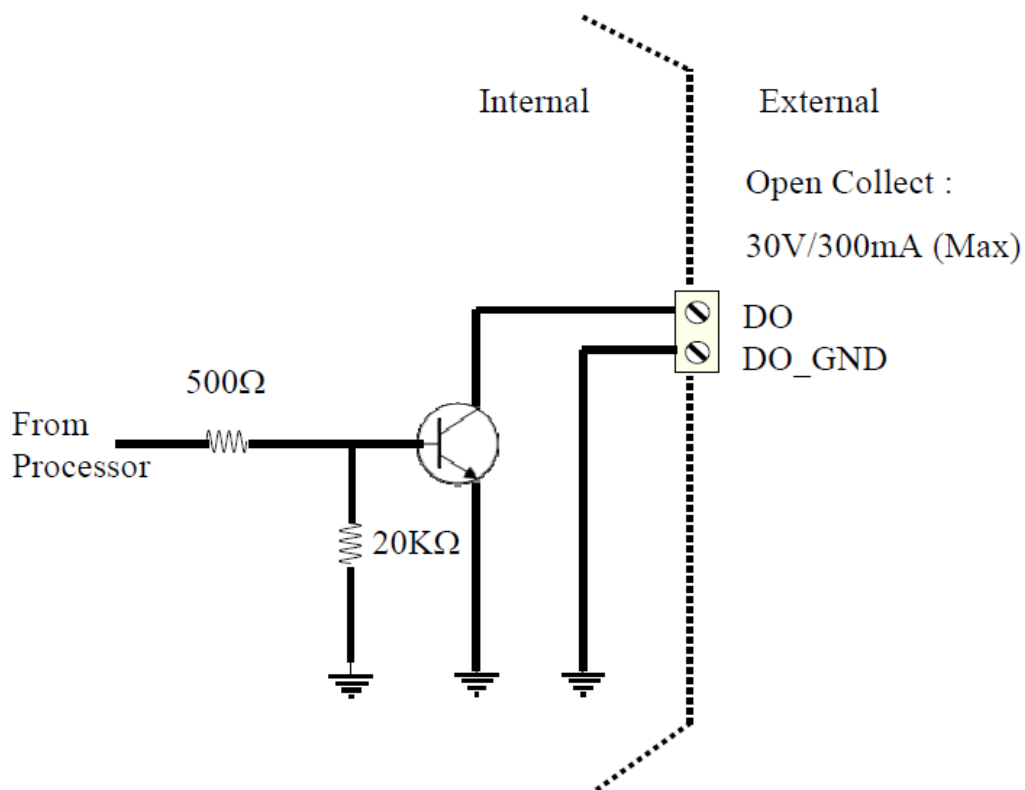 Internal
External
Open Collect :
30V/300mA (Max)
DO
DO_GND
500Ω
From
Processor
20KΩ